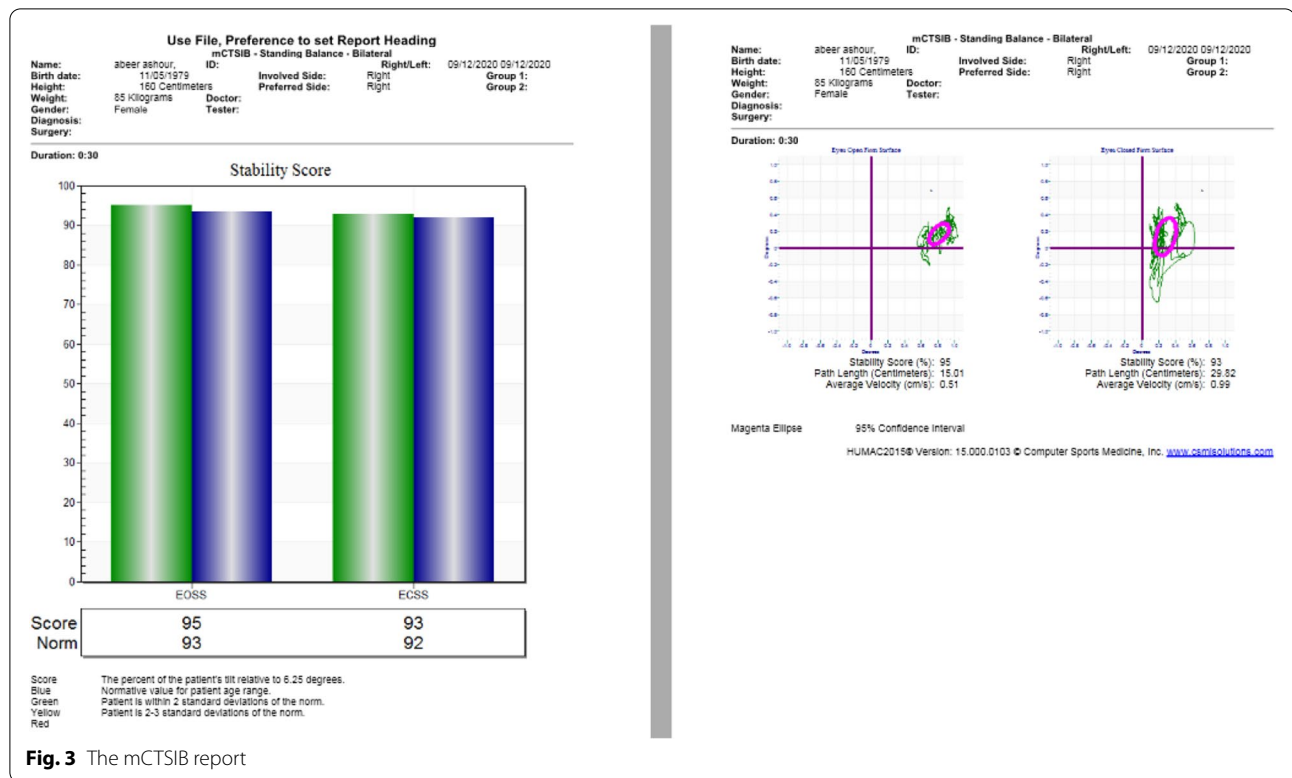 Use File, Preference to set Report Heading
mCTSIB - Standing Balance - Bilateral
Name: abeer ashour, ID: Right/Left: 09/12/2020 09/12/2020
Birth date: 11/05/1979 Involved Side: Right Group 1:
Height: 160 Centimeters Preferred Side: Right Group 2:
Weight: 85 Kilograms Doctor:
Gender: Female Tester:
Diagnosis:
Surgery:
Duration: 0:30
Stability Score
100
90
80
70
60
50
40
30
20
10
0
EOSS ECSS
Score 95 93
Norm 93 92
Score The percent of the patient's tilt relative to 6.25 degrees.
Blue Normative value for patient age range.
Green Patient is within 2 standard deviations of the norm.
Yellow Patient is 2-3 standard deviations of the norm.
Red
mCTSIB - Standing Balance - Bilateral
Name: abeer ashour, ID: Right/Left: 09/12/2020 09/12/2020
Birth date: 11/05/1979 Involved Side: Right Group 1:
Height: 160 Centimeters Preferred Side: Right Group 2:
Weight: 85 Kilograms Doctor:
Gender: Female Tester:
Diagnosis:
Surgery:
Duration: 0:30
Eyes Open Firm Surface Eyes Closed Firm Surface
Degrees Degrees
Stability Score (%): 95 Stability Score (%): 93
Path Length (Centimeters): 15.01 Path Length (Centimeters): 29.82
Average Velocity (cm/s): 0.51 Average Velocity (cm/s): 0.99
Magenta Ellipse 95% Confidence Interval
HUMAC2015® Version: 15.000.0103 © Computer Sports Medicine, Inc. www.csmisolutions.com
Fig. 3 The mCTSIB report